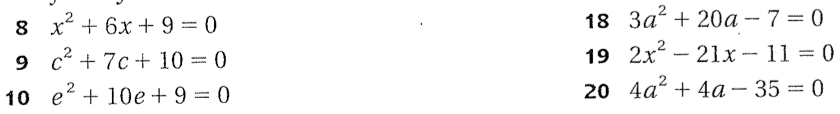 8 x² + 6x + 9 = 0
9 c² + 7c + 10 = 0
10 e² + 10e + 9 = 0
18 3a² + 20a − 7 = 0
19 2x² − 21x − 11 = 0
20 4a² + 4a − 35 = 0